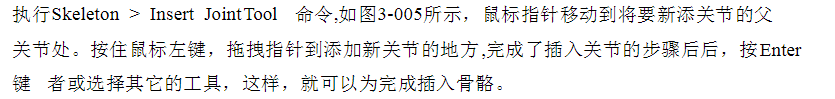 执行Skeleton > Insert JointTool 命令,如图3-005所示，鼠标指针移动到将要新添关节的父
关节处。按住鼠标左键，拖拽指针到添加新关节的地方,完成了插入关节的步骤后后，按Enter
键 者或选择其它的工具，这样，就可以为完成插入骨骼。